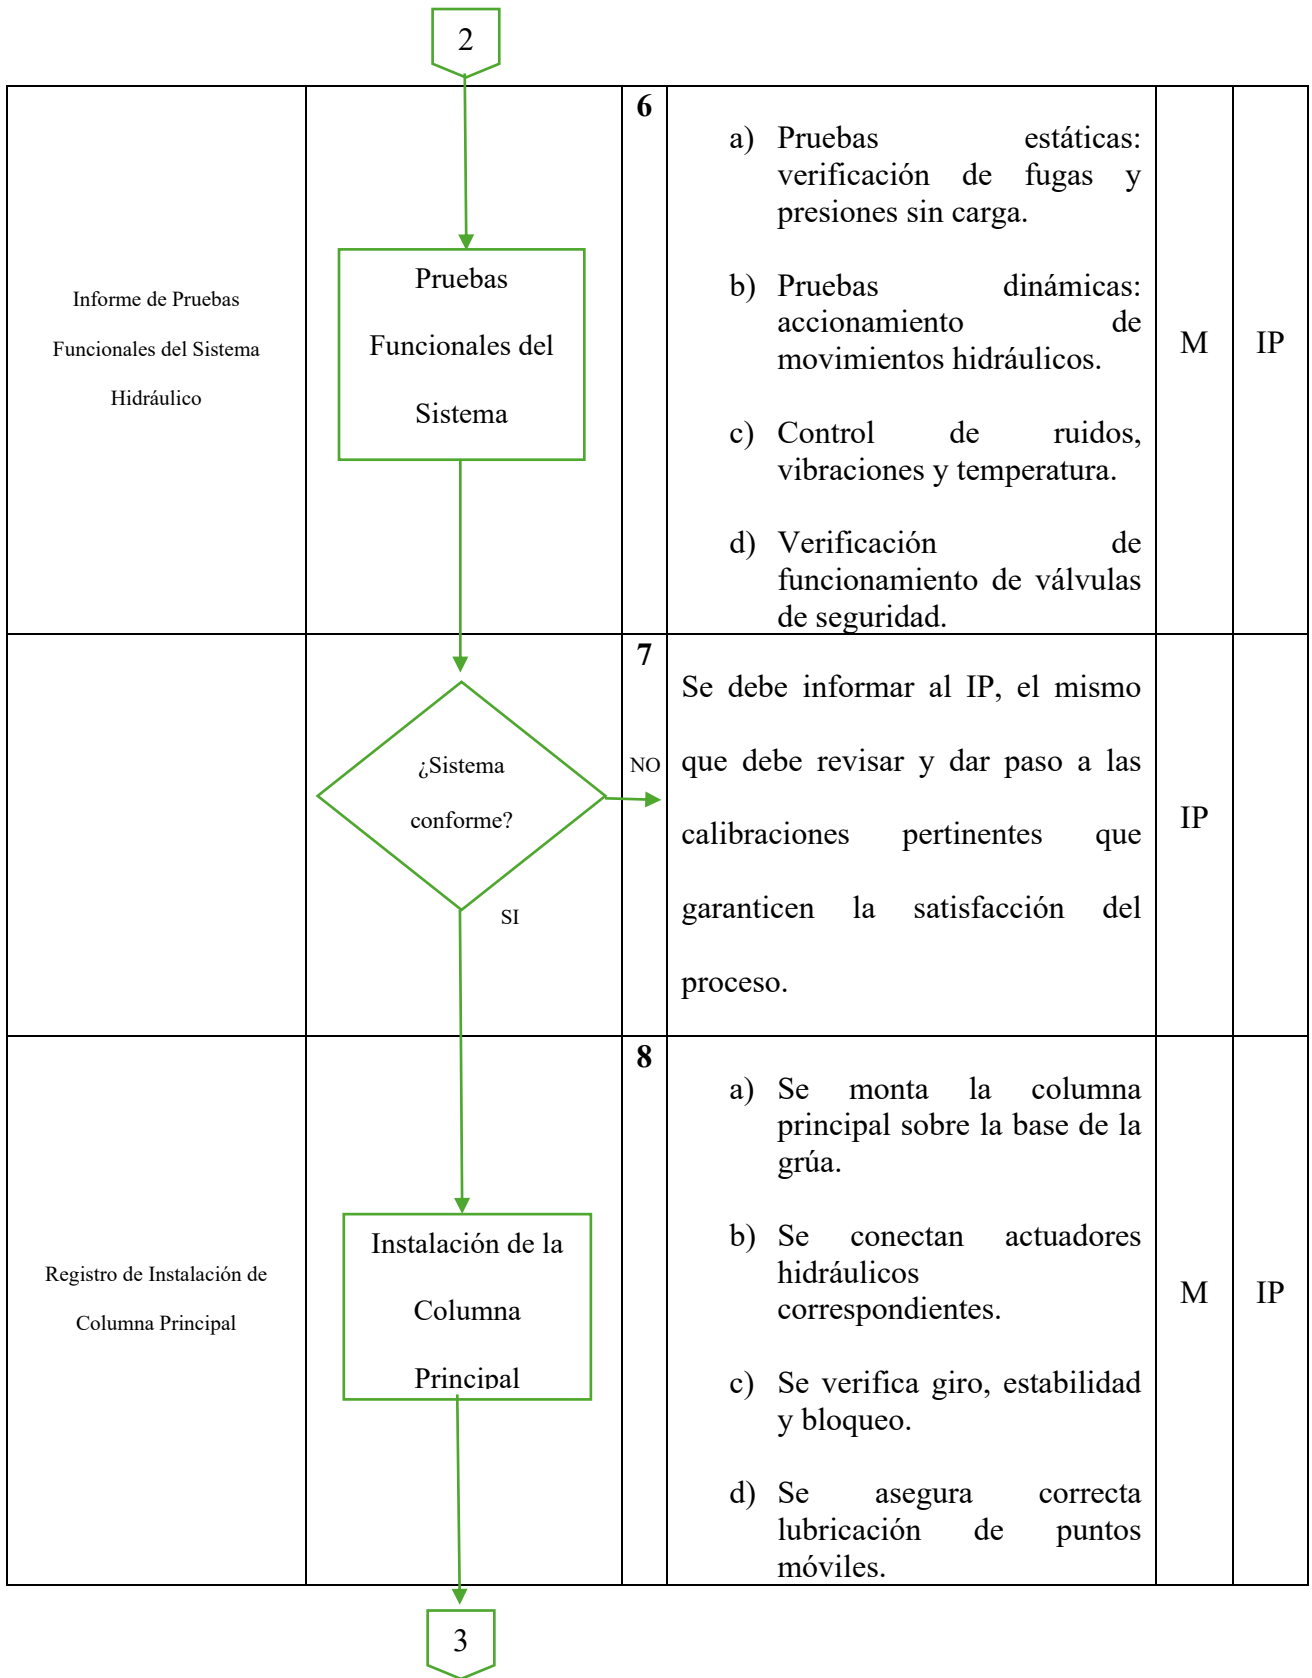 2
Informe de Pruebas
Funcionales del Sistema
Hidráulico
Pruebas
Funcionales del
Sistema
6
a) Pruebas estáticas:
verificación de fugas y
presiones sin carga.
b) Pruebas dinámicas:
accionamiento de
movimientos hidráulicos.
c) Control de ruidos,
vibraciones y temperatura.
d) Verificación de
funcionamiento de válvulas
de seguridad.
M
IP
¿Sistema
conforme?
SI
7
NO
Se debe informar al IP, el mismo
que debe revisar y dar paso a las
calibraciones pertinentes que
garanticen la satisfacción del
proceso.
IP
Registro de Instalación de
Columna Principal
Instalación de la
Columna
Principal
8
a) Se monta la columna
principal sobre la base de la
grúa.
b) Se conectan actuadores
hidráulicos
correspondientes.
c) Se verifica giro, estabilidad
y bloqueo.
d) Se asegura correcta
lubricación de puntos
móviles.
M
IP
3